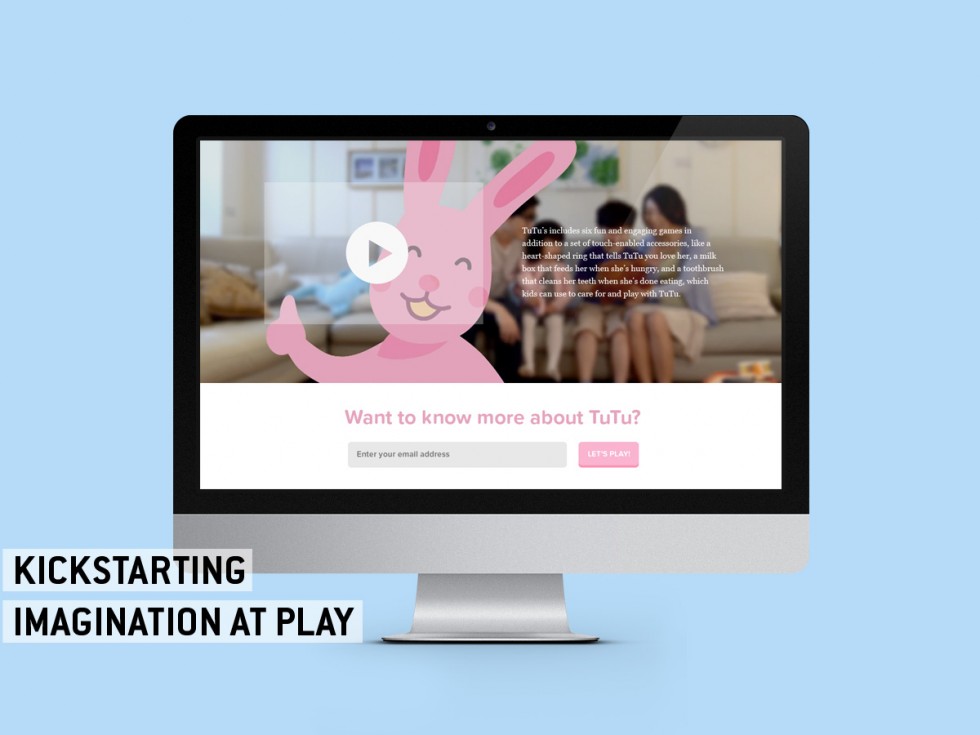 TuTu's includes six fun and engaging games in
addition to a set of touch-enabled accessories, like a
heart-shaped ring that tells TuTu you love her, a milk
box that feeds her when she's hungry, and a toothbrush
that cleans her teeth when she's done eating, which
kids can use to care for and play with TuTu.
Want to know more about TuTu?
Enter your email address
LET'S PLAY!
KICKSTARTING
IMAGINATION AT PLAY